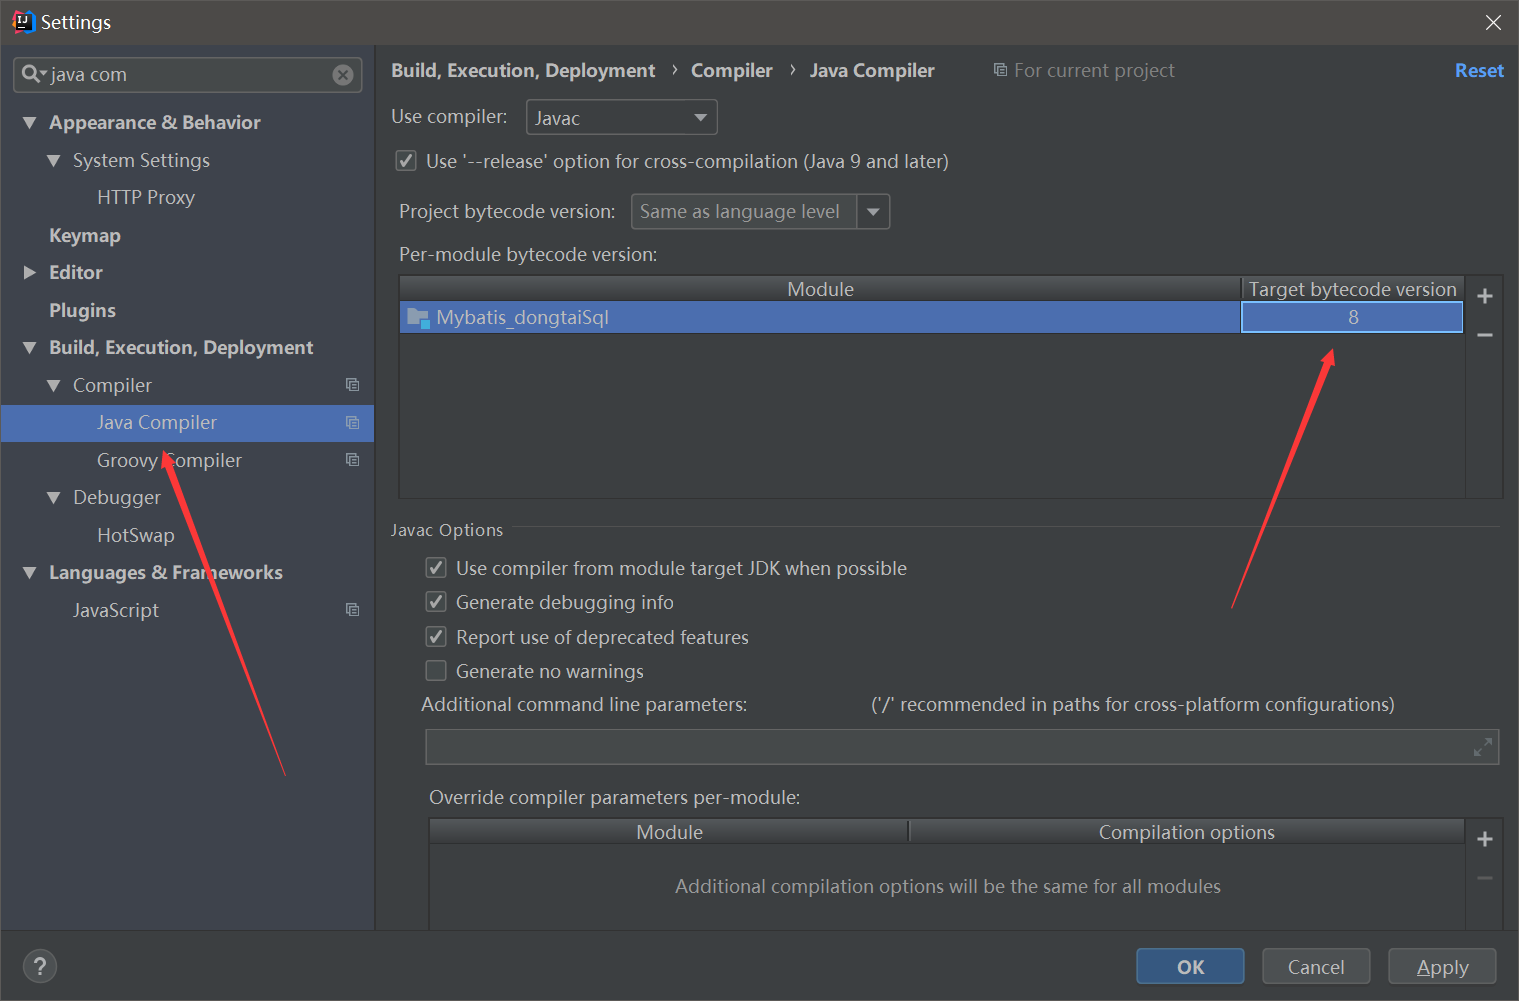 Settings
java com
Appearance & Behavior
System Settings
HTTP Proxy
Keymap
Editor
Plugins
Build, Execution, Deployment
Compiler
Java Compiler
Groovy Compiler
Debugger
HotSwap
Languages & Frameworks
JavaScript
Build, Execution, Deployment › Compiler › Java Compiler For current project Reset
Use compiler: Javac
Use '--release' option for cross-compilation (Java 9 and later)
Project bytecode version: Same as language level
Per-module bytecode version:
Module Target bytecode version
Mybatis_dongtaiSql 8
Javac Options
Use compiler from module target JDK when possible
Generate debugging info
Report use of deprecated features
Generate no warnings
Additional command line parameters: ('/' recommended in paths for cross-platform configurations)
Override compiler parameters per-module:
Module Compilation options
Additional compilation options will be the same for all modules
? OK Cancel Apply